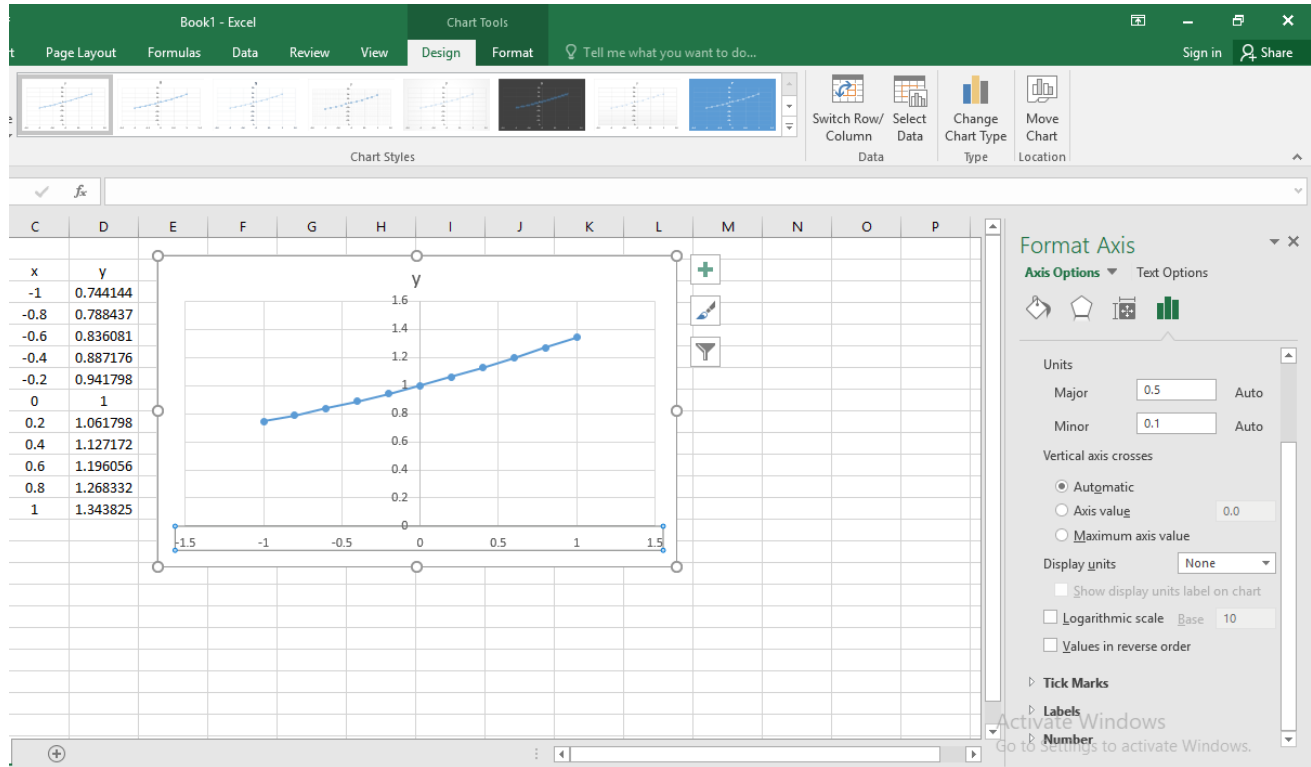 Book1 - Excel
Chart Tools
Page Layout Formulas Data Review View Design Format Tell me what you want to do... Sign in Share
Switch Row/ Column
Select Data
Change Chart Type
Move Chart
Chart Styles Data Type Location
fx
C D E F G H I J K L M N O P
x y
-1 0.744144
-0.8 0.788437
-0.6 0.836081
-0.4 0.887176
-0.2 0.941798
0 1
0.2 1.061798
0.4 1.127172
0.6 1.196056
0.8 1.268332
1 1.343825
y
1.6
1.4
1.2
1
0.8
0.6
0.4
0.2
0
-1.5 -1 -0.5 0 0.5 1 1.5
Format Axis
Axis Options Text Options
Units
Major 0.5 Auto
Minor 0.1 Auto
Vertical axis crosses
Automatic
Axis value 0.0
Maximum axis value
Display units None
Show display units label on chart
Logarithmic scale Base 10
Values in reverse order
Tick Marks
Labels
Number
Activate Windows
Go to Settings to activate Windows.